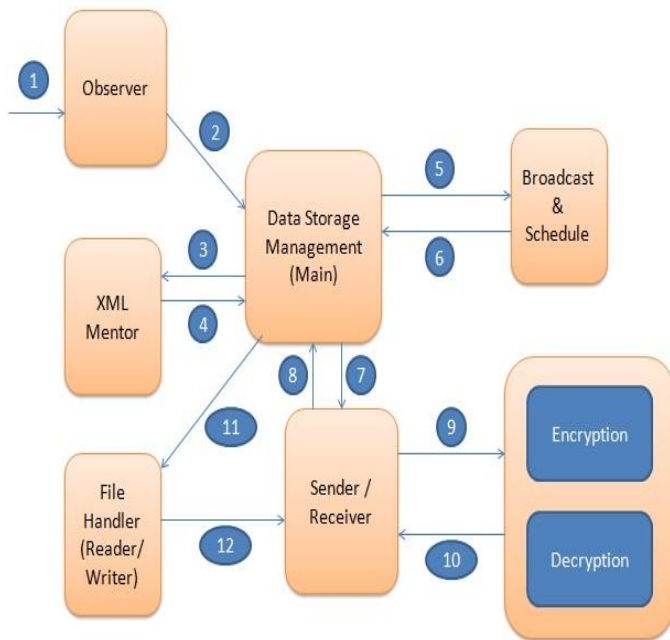 1
Observer
2
Data Storage
Management
(Main)
5
Broadcast
&
Schedule
6
3
XML
Mentor
4
8
7
11
9
Encryption
File
Handler
(Reader/
Writer)
12
Sender /
Receiver
10
Decryption